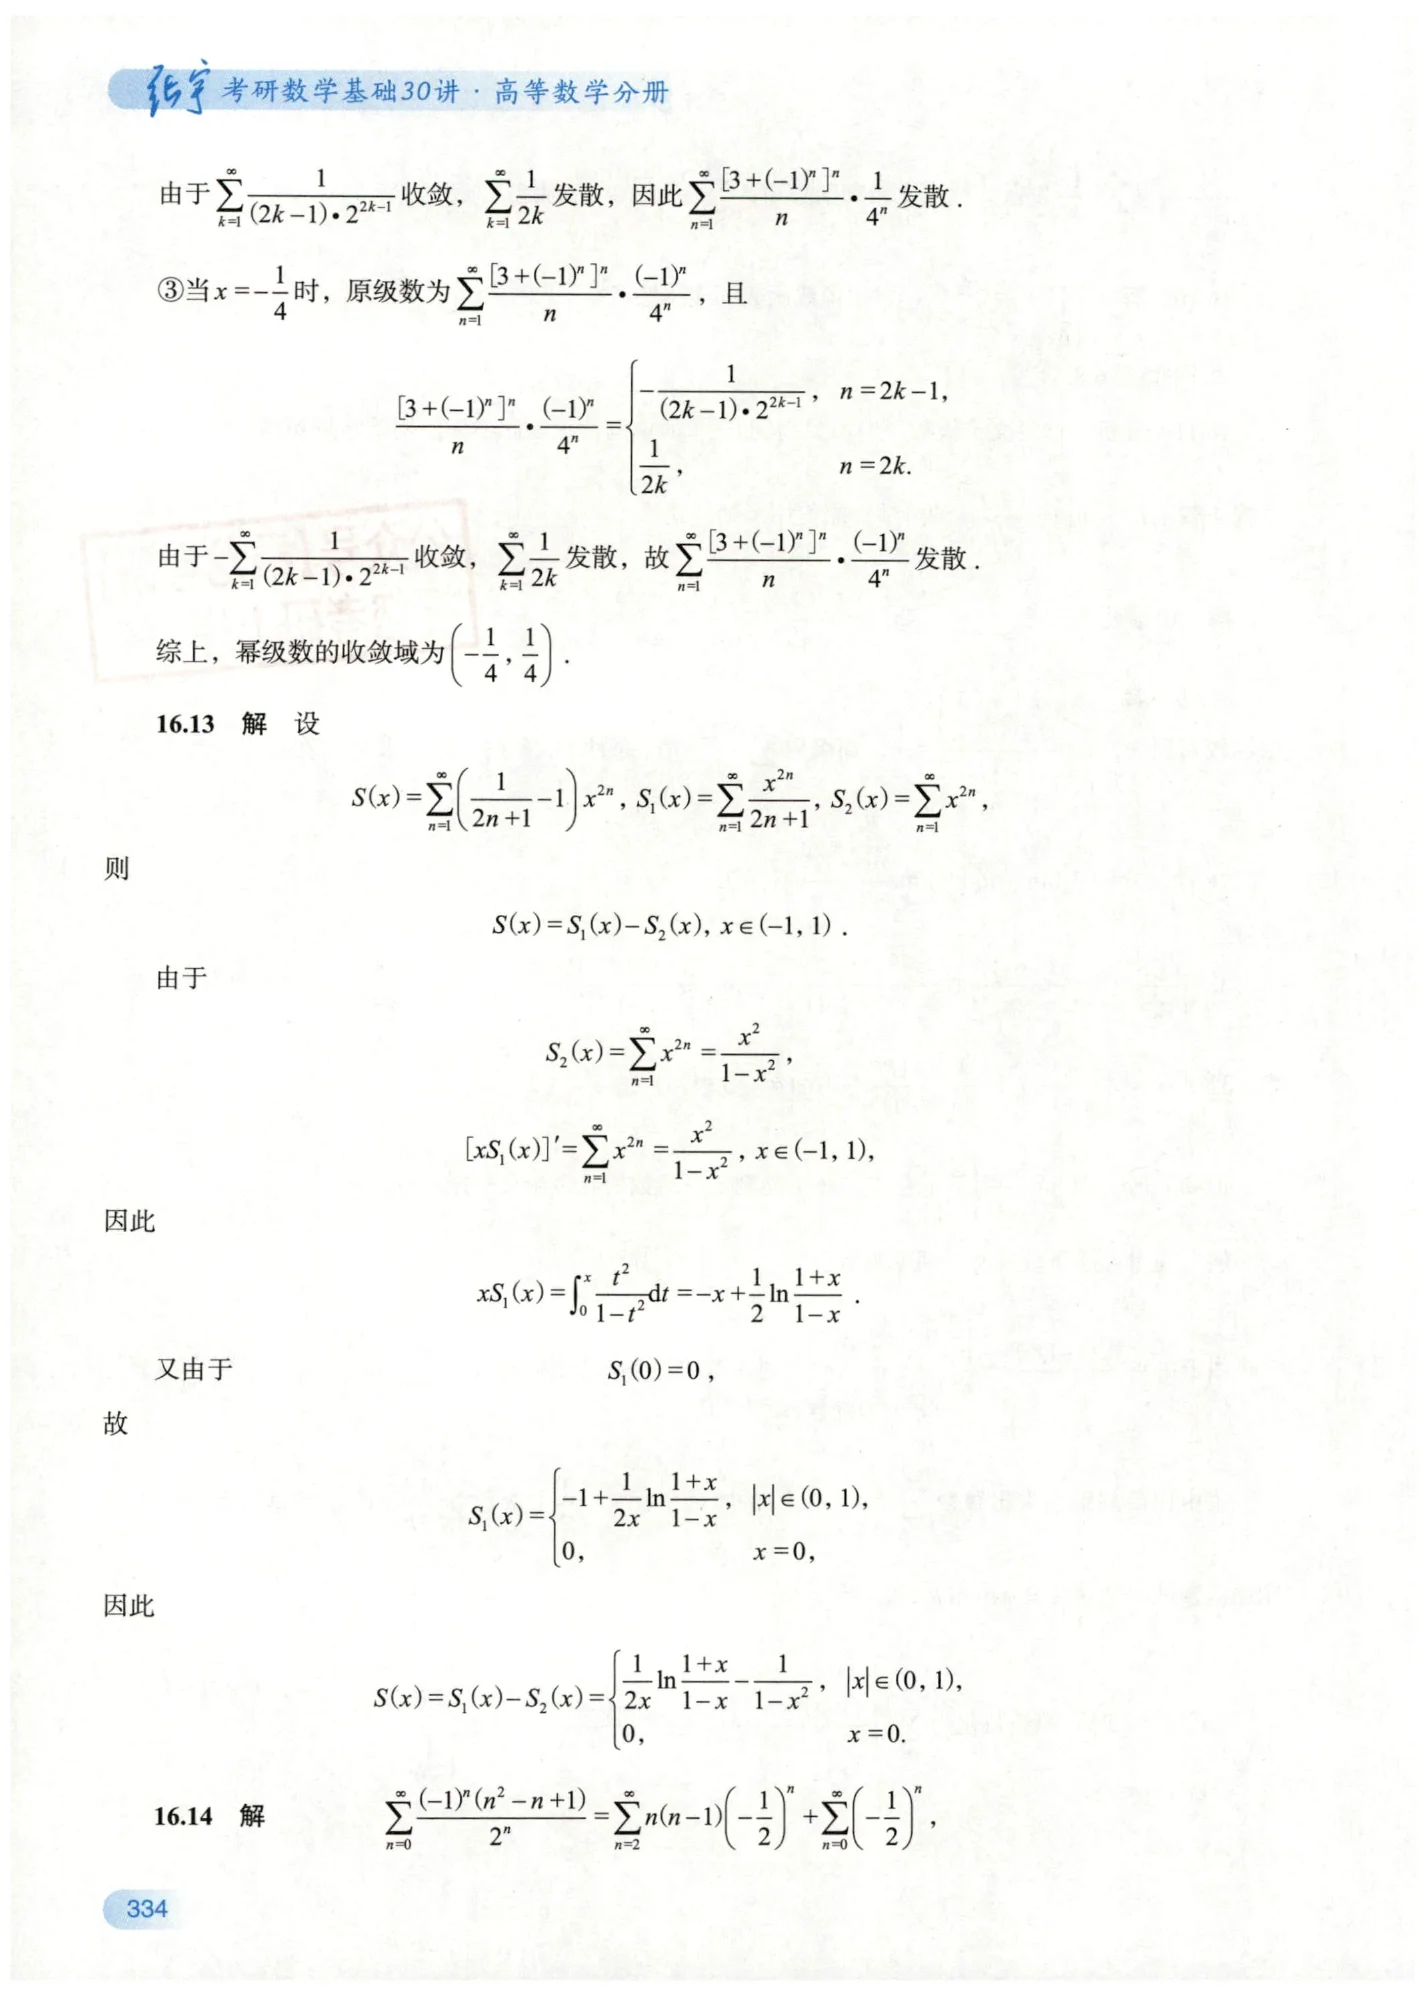 张宇 考研数学基础30讲·高等数学分册
由于 $\sum_{k=1}^{\infty}\frac{1}{(2k-1)\cdot 2^{2k-1}}$ 收敛，$\sum_{k=1}^{\infty}\frac{1}{2k}$ 发散，因此 $\sum_{n=1}^{\infty}\frac{[3+(-1)^n]^n}{n}\cdot\frac{1}{4^n}$ 发散．
③当 $x=-\frac{1}{4}$ 时，原级数为 $\sum_{n=1}^{\infty}\frac{[3+(-1)^n]^n}{n}\cdot\frac{(-1)^n}{4^n}$，且
$\frac{[3+(-1)^n]^n}{n}\cdot\frac{(-1)^n}{4^n}=\begin{cases}-\frac{1}{(2k-1)\cdot 2^{2k-1}}, & n=2k-1,\\ \frac{1}{2k}, & n=2k.\end{cases}$
由于 $-\sum_{k=1}^{\infty}\frac{1}{(2k-1)\cdot 2^{2k-1}}$ 收敛，$\sum_{k=1}^{\infty}\frac{1}{2k}$ 发散，故 $\sum_{n=1}^{\infty}\frac{[3+(-1)^n]^n}{n}\cdot\frac{(-1)^n}{4^n}$ 发散．
综上，幂级数的收敛域为 $\left(-\frac{1}{4},\frac{1}{4}\right)$．
16.13 解 设
$S(x)=\sum_{n=1}^{\infty}\left(\frac{1}{2n+1}-1\right)x^{2n}, S_1(x)=\sum_{n=1}^{\infty}\frac{x^{2n}}{2n+1}, S_2(x)=\sum_{n=1}^{\infty}x^{2n},$
则
$S(x)=S_1(x)-S_2(x), x\in(-1,1).$
由于
$S_2(x)=\sum_{n=1}^{\infty}x^{2n}=\frac{x^2}{1-x^2},$
$[xS_1(x)]'=\sum_{n=1}^{\infty}x^{2n}=\frac{x^2}{1-x^2}, x\in(-1,1),$
因此
$xS_1(x)=\int_0^x\frac{t^2}{1-t^2}\mathrm{d}t=-x+\frac{1}{2}\ln\frac{1+x}{1-x}.$
又由于 $S_1(0)=0,$
故
$S_1(x)=\begin{cases}-1+\frac{1}{2x}\ln\frac{1+x}{1-x}, & |x|\in(0,1),\\ 0, & x=0,\end{cases}$
因此
$S(x)=S_1(x)-S_2(x)=\begin{cases}\frac{1}{2x}\ln\frac{1+x}{1-x}-\frac{1}{1-x^2}, & |x|\in(0,1),\\ 0, & x=0.\end{cases}$
16.14 解 $\sum_{n=0}^{\infty}\frac{(-1)^n(n^2-n+1)}{2^n}=\sum_{n=2}^{\infty}n(n-1)\left(-\frac{1}{2}\right)^n+\sum_{n=0}^{\infty}\left(-\frac{1}{2}\right)^n,$
334